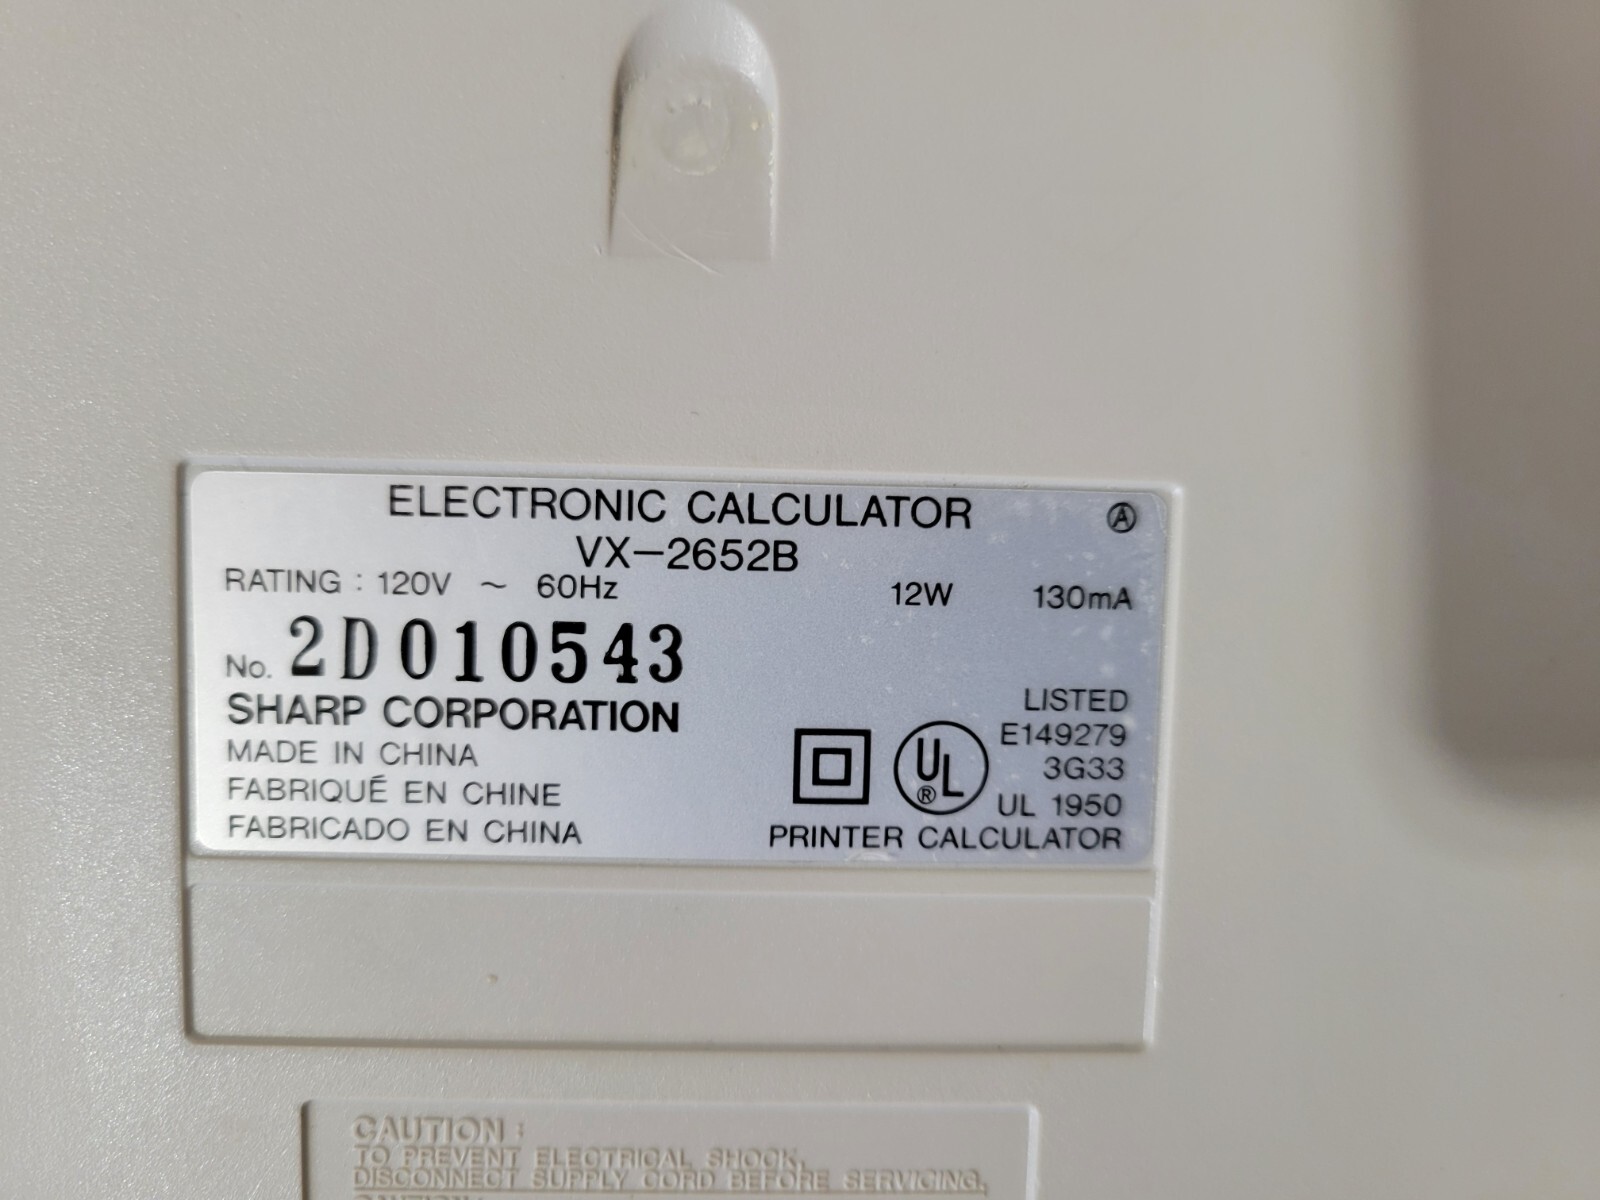 ELECTRONIC CALCULATOR Ⓐ
VX-2652B
RATING : 120V ~ 60Hz 12W 130mA
No. 2D010543
SHARP CORPORATION
MADE IN CHINA
FABRIQUÉ EN CHINE
FABRICADO EN CHINA
LISTED
E149279
3G33
UL® UL 1950
PRINTER CALCULATOR
CAUTION :
TO PREVENT ELECTRICAL SHOCK,
DISCONNECT SUPPLY CORD BEFORE SERVICING.